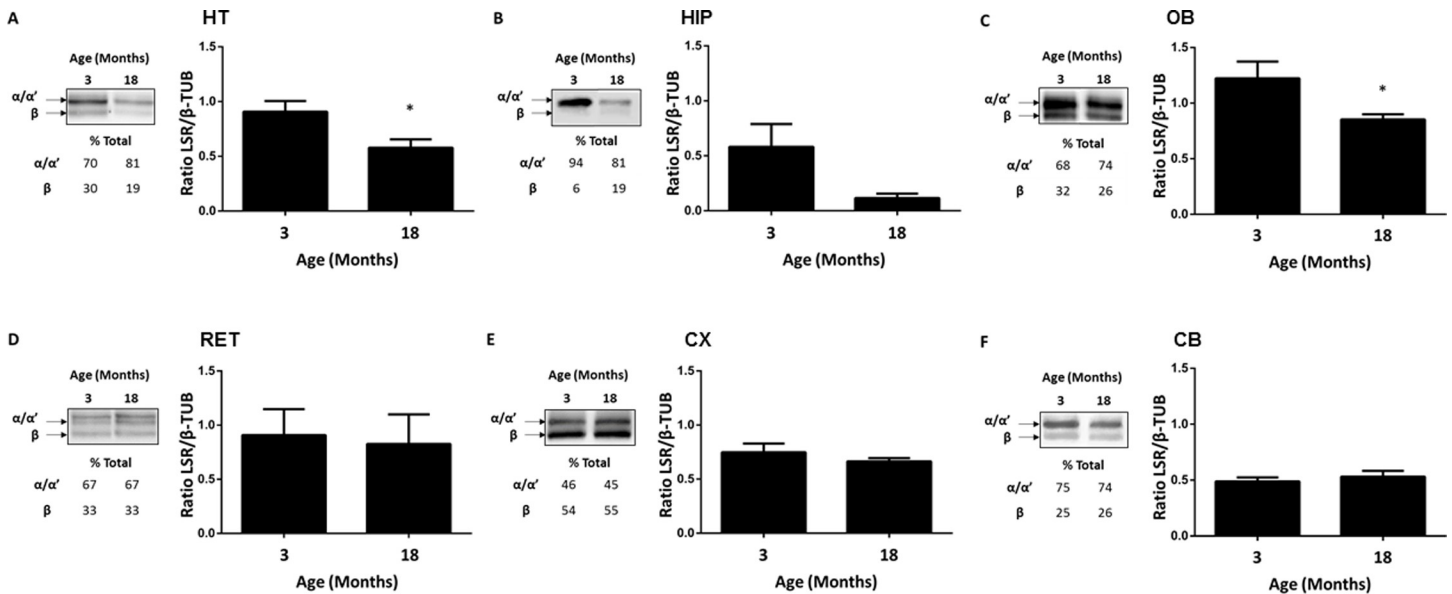 A
HT
Age (Months)
3 18
α/α’
β
% Total
α/α’ 70 81
β 30 19
Ratio LSR/β-TUB
1.5
1.0
0.5
0.0
*
3 18
Age (Months)
B
HIP
Age (Months)
3 18
α/α’
β
% Total
α/α’ 94 81
β 6 19
Ratio LSR/β-TUB
1.5
1.0
0.5
0.0
3 18
Age (Months)
C
OB
Age (Months)
3 18
α/α’
β
% Total
α/α’ 68 74
β 32 26
Ratio LSR/β-TUB
1.5
1.0
0.5
0.0
*
3 18
Age (Months)
D
RET
Age (Months)
3 18
α/α’
β
% Total
α/α’ 67 67
β 33 33
Ratio LSR/β-TUB
1.5
1.0
0.5
0.0
3 18
Age (Months)
E
CX
Age (Months)
3 18
α/α’
β
% Total
α/α’ 46 45
β 54 55
Ratio LSR/β-TUB
1.5
1.0
0.5
0.0
3 18
Age (Months)
F
CB
Age (Months)
3 18
α/α’
β
% Total
α/α’ 75 74
β 25 26
Ratio LSR/β-TUB
1.5
1.0
0.5
0.0
3 18
Age (Months)